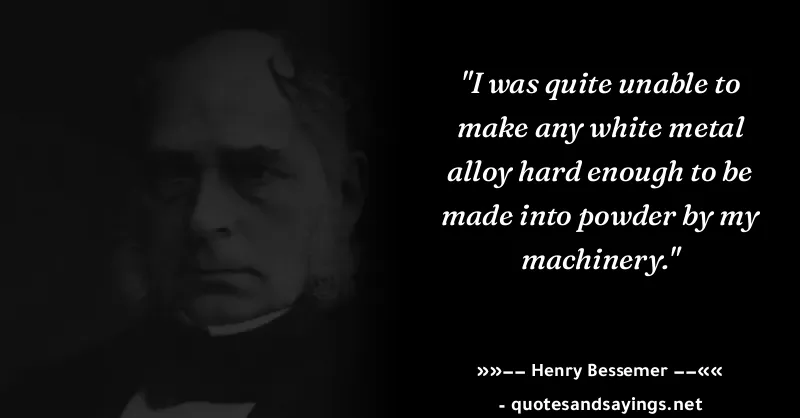 "I was quite unable to
make any white metal
alloy hard enough to be
made into powder by my
machinery."
»»−− Henry Bessemer −−««
- quotesandsayings.net